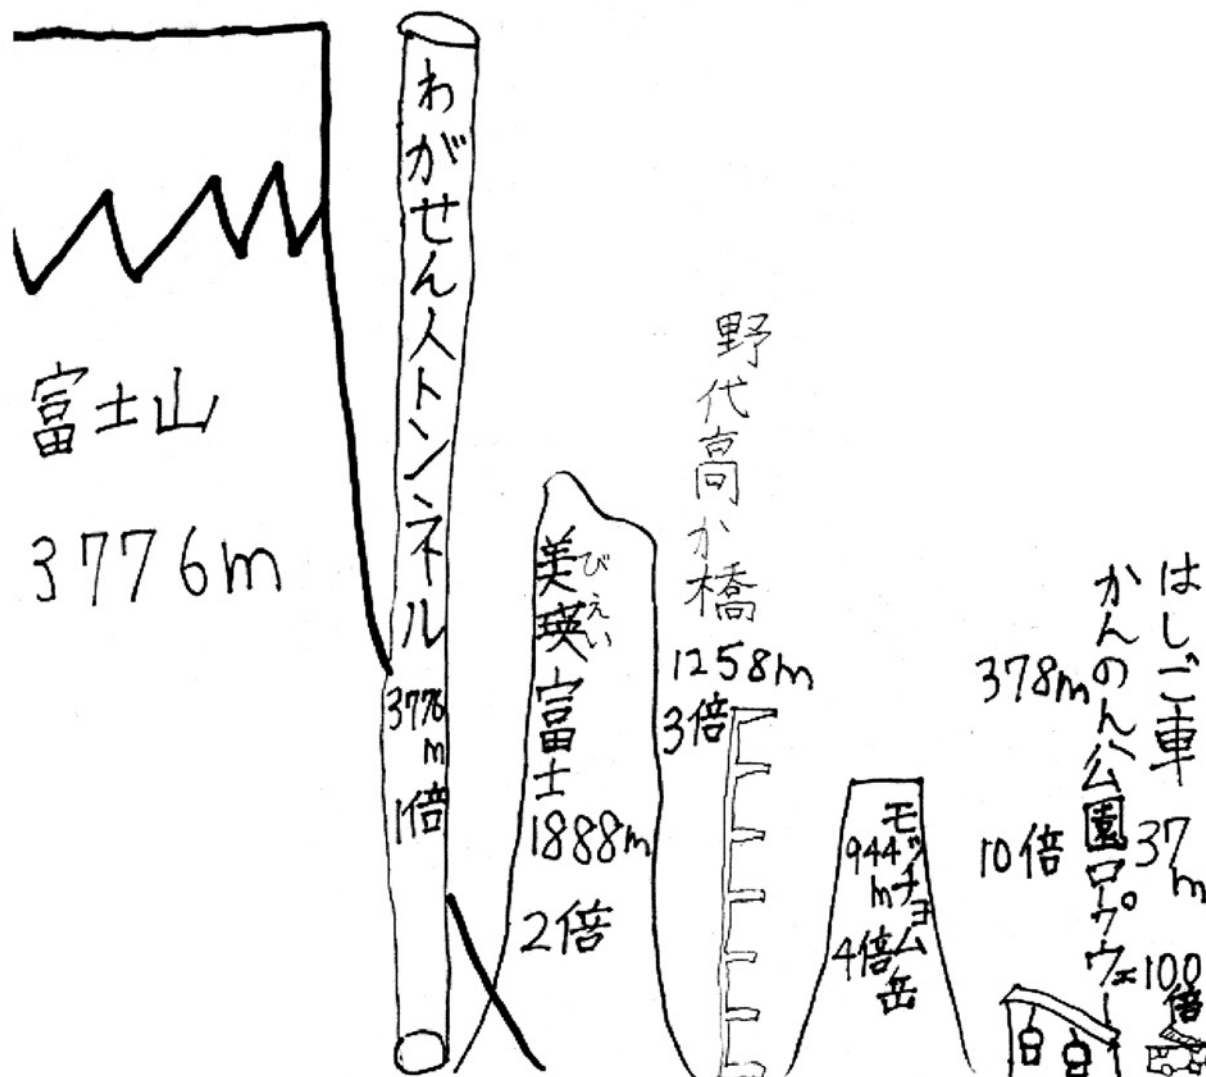 富士山
3776m
わがせん人トンネル
3776m
1倍
美瑛富士
びえい
1888m
2倍
野代高か橋
1258m
3倍
モッチョム岳
944m
4倍
かんのん公園ロープウェー
378m
10倍
はしご車
37m
100倍